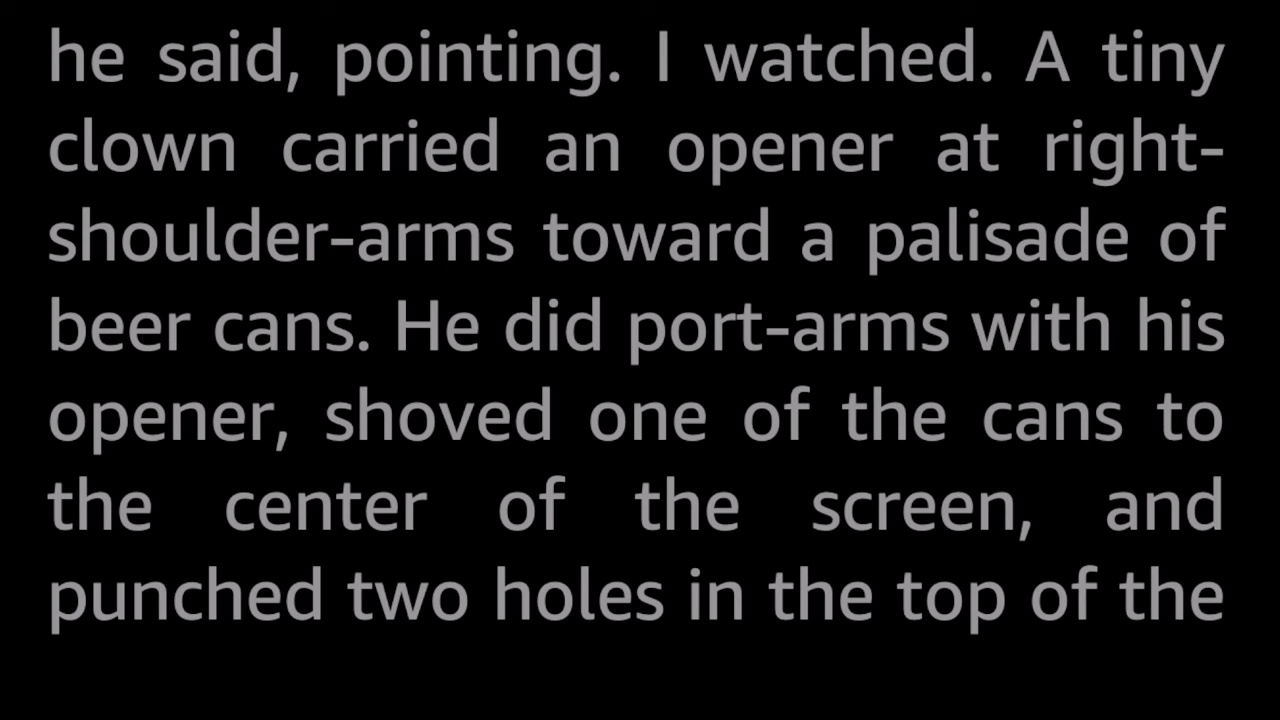 he said, pointing. I watched. A tiny
clown carried an opener at right-
shoulder-arms toward a palisade of
beer cans. He did port-arms with his
opener, shoved one of the cans to
the center of the screen, and
punched two holes in the top of the